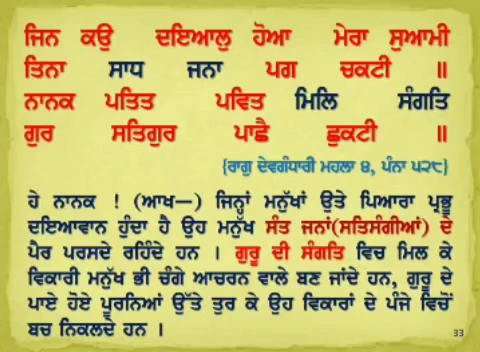 ਜਿਨ ਕਉ ਦਇਆਲੁ ਹੋਆ ਮੇਰਾ ਸੁਆਮੀ
ਤਿਨਾ ਸਾਧ ਜਨਾ ਪਗ ਚਕਟੀ ॥
ਨਾਨਕ ਪਤਿਤ ਪਵਿਤ ਮਿਲਿ ਸੰਗਤਿ
ਗੁਰ ਸਤਿਗੁਰ ਪਾਛੈ ਛੁਕਟੀ ॥
{ਰਾਗੁ ਦੇਵਗੰਧਾਰੀ ਮਹਲਾ ੪, ਪੰਨਾ ੫੨੮}
ਹੇ ਨਾਨਕ ! (ਆਖ—) ਜਿਨ੍ਹਾਂ ਮਨੁੱਖਾਂ ਉਤੇ ਪਿਆਰਾ ਪ੍ਰਭੂ
ਦਇਆਵਾਨ ਹੁੰਦਾ ਹੈ ਉਹ ਮਨੁਖ ਸੰਤ ਜਨਾਂ(ਸਤਿਸੰਗੀਆਂ) ਦੇ
ਪੈਰ ਪਰਸਦੇ ਰਹਿੰਦੇ ਹਨ । ਗੁਰੂ ਦੀ ਸੰਗਤਿ ਵਿਚ ਮਿਲ ਕੇ
ਵਿਕਾਰੀ ਮਨੁੱਖ ਭੀ ਚੰਗੇ ਆਚਰਨ ਵਾਲੇ ਬਣ ਜਾਂਦੇ ਹਨ, ਗੁਰੂ ਦੇ
ਪਾਏ ਹੋਏ ਪੂਰਨਿਆਂ ਉੱਤੇ ਤੁਰ ਕੇ ਉਹ ਵਿਕਾਰਾਂ ਦੇ ਪੰਜੇ ਵਿਚੋਂ
ਬਚ ਨਿਕਲਦੇ ਹਨ ।
33